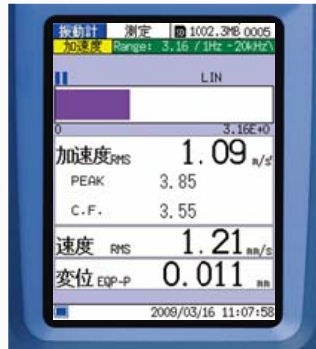 振動計 測定 SD 1002.3MB 0005
加速度 Range: 3.16 / 1Hz ~20kHz
LIN
0 3.16E+0
加速度RMS 1.09 m/s²
PEAK 3.85
C.F. 3.55
速度 RMS 1.21 mm/s
変位 EQP-P 0.011 mm
2009/03/16 11:07:58